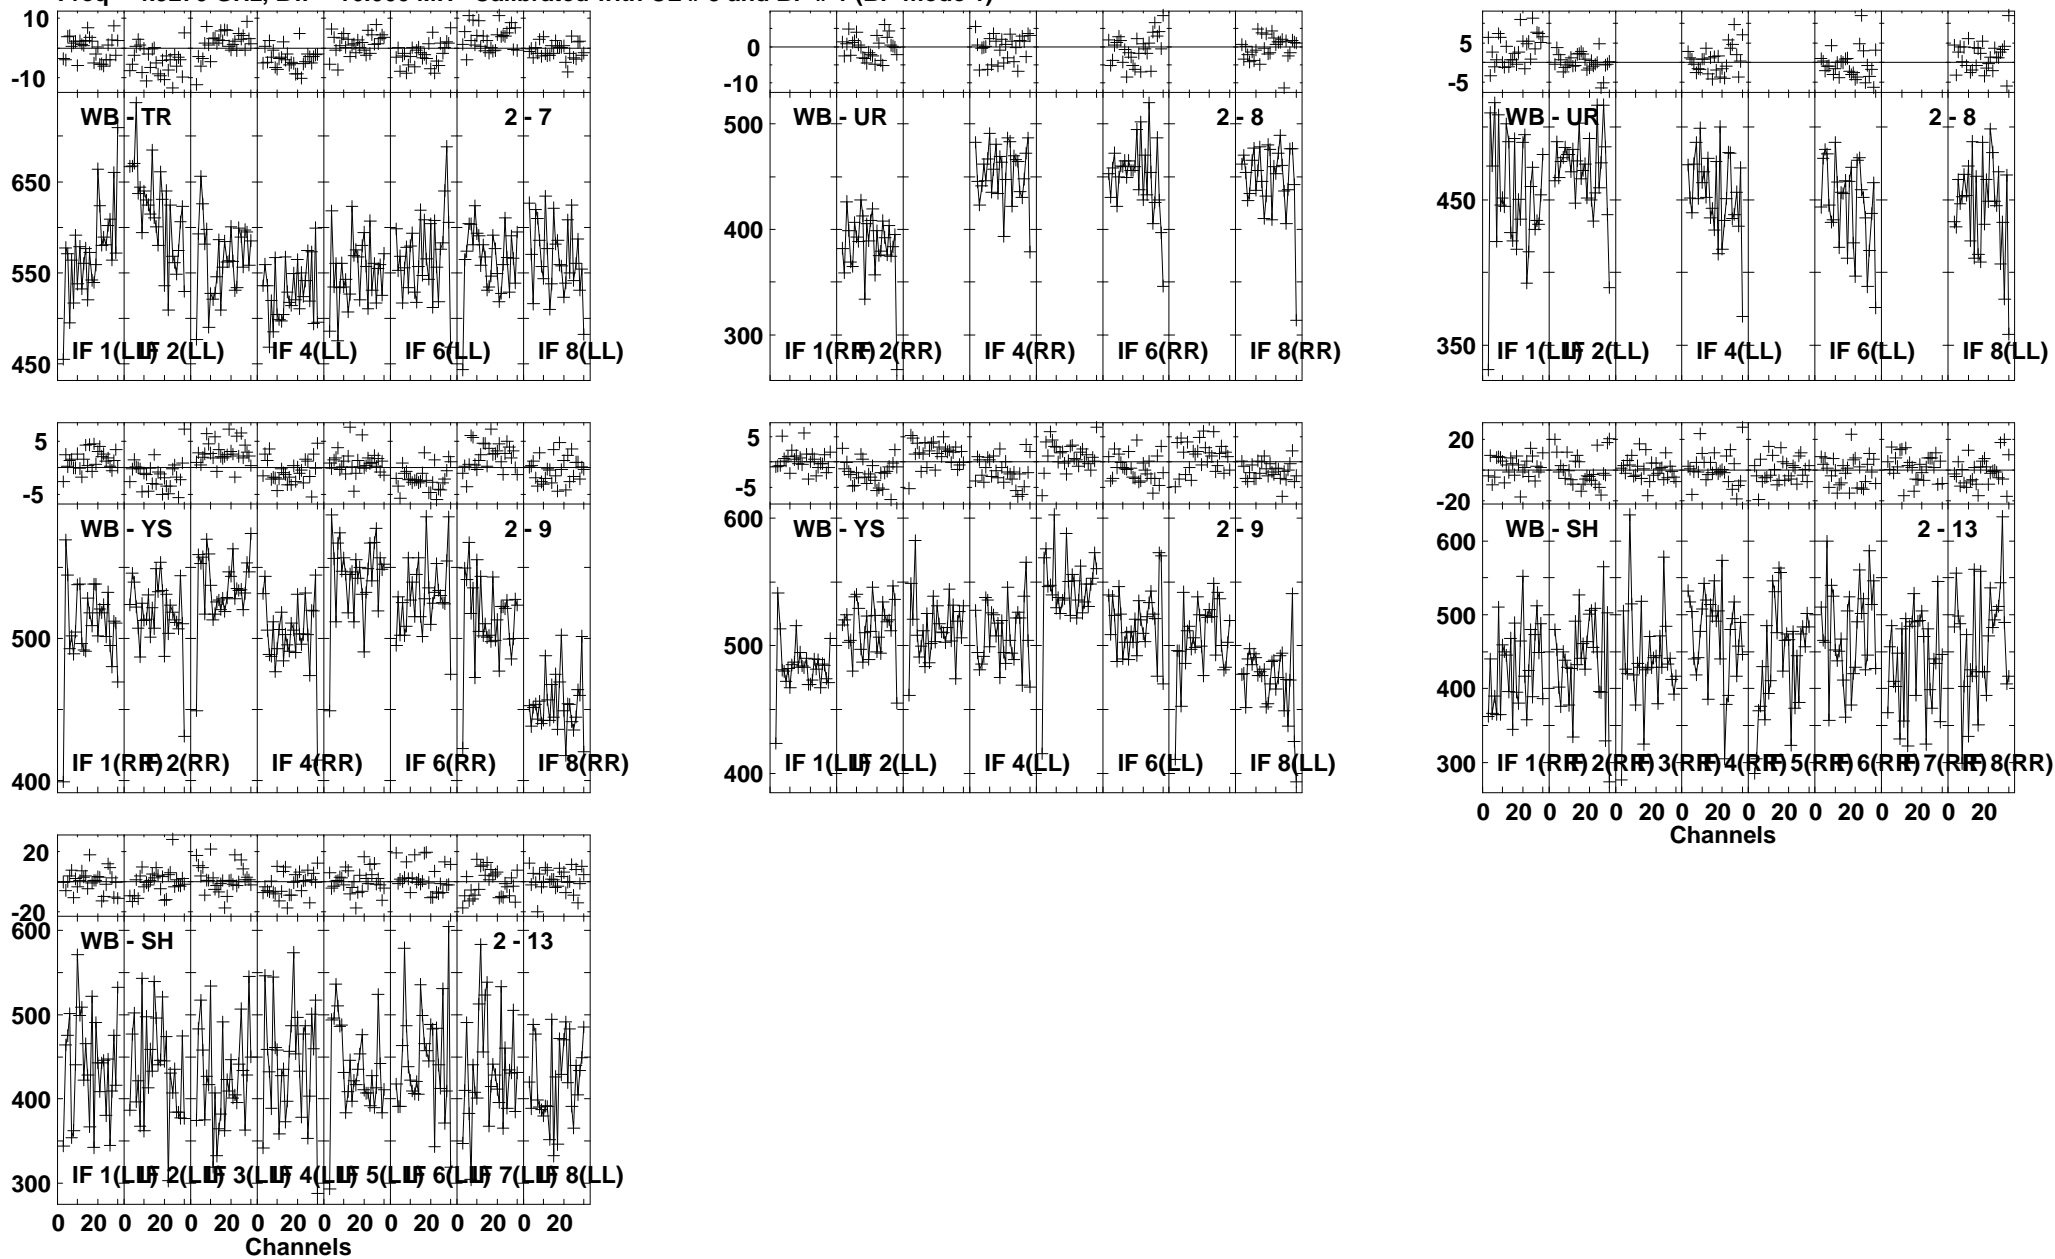 10
-10
WB - TR 2 - 7
650
550
450
IF 1(LL) IF 2(LL) IF 4(LL) IF 6(LL) IF 8(LL)
0
-10
WB - UR 2 - 8
500
400
300
IF 1(RR) IF 2(RR) IF 4(RR) IF 6(RR) IF 8(RR)
5
-5
WB - UR 2 - 8
450
350
IF 1(LL) IF 2(LL) IF 4(LL) IF 6(LL) IF 8(LL)
5
-5
WB - YS 2 - 9
500
400
IF 1(RR) IF 2(RR) IF 4(RR) IF 6(RR) IF 8(RR)
5
-5
600
WB - YS 2 - 9
500
400
IF 1(LL) IF 2(LL) IF 4(LL) IF 6(LL) IF 8(LL)
20
-20
WB - SH 2 - 13
600
500
400
300
IF 1(RR) IF 2(RR) IF 3(RR) IF 4(RR) IF 5(RR) IF 6(RR) IF 7(RR) IF 8(RR)
0 20 0 20 0 20 0 20 0 20 0 20 0 20 0 20
Channels
20
-20
600
WB - SH 2 - 13
500
400
300
IF 1(LL) IF 2(LL) IF 3(LL) IF 4(LL) IF 5(LL) IF 6(LL) IF 7(LL) IF 8(LL)
0 20 0 20 0 20 0 20 0 20 0 20 0 20 0 20
Channels